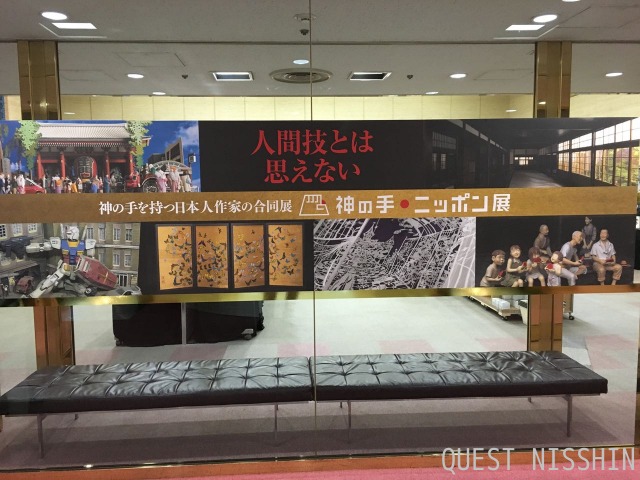 人間技とは
思えない
神の手を持つ日本人作家の合同展 神の手・ニッポン展
QUEST NISSHIN